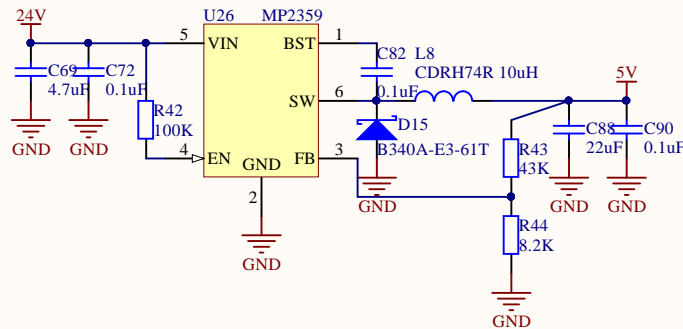 24V
U26 MP2359
5 VIN BST 1
C69
4.7uF
C72
0.1uF
C82 L8
CDRH74R 10uH
0.1uF
5V
R42
100K
SW 6
D15
B340A-E3-61T
4 EN
GND
FB 3
2
R43
43K
C88
22uF
C90
0.1uF
GND
GND
GND
GND
GND
GND
R44
8.2K
GND